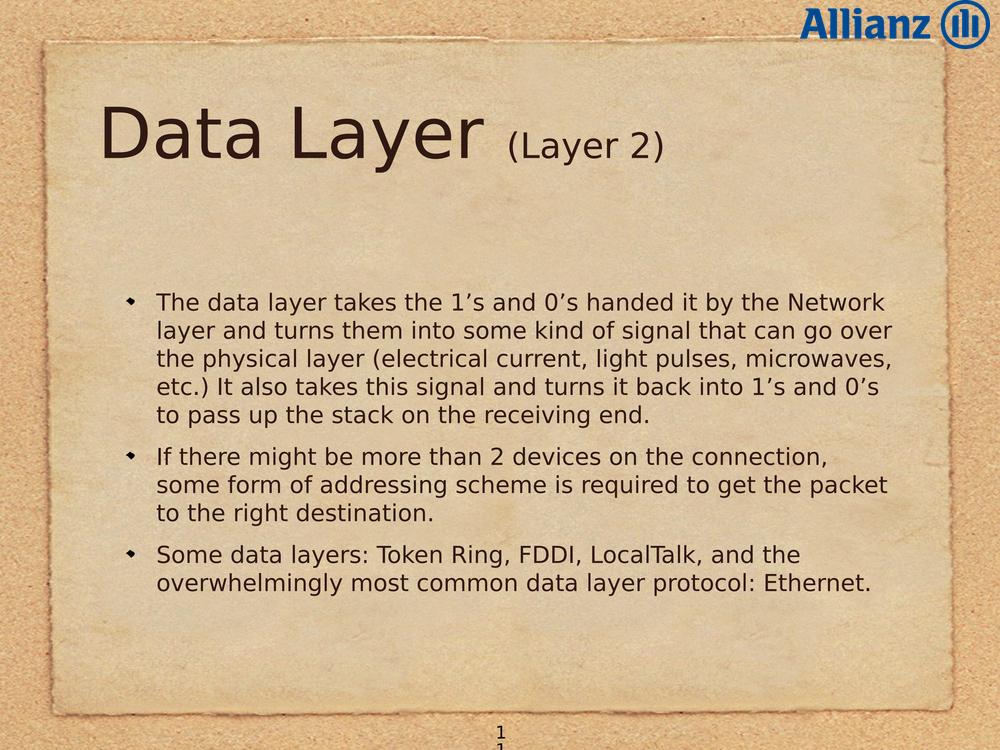 Allianz
Data Layer (Layer 2)
The data layer takes the 1’s and 0’s handed it by the Network
layer and turns them into some kind of signal that can go over
the physical layer (electrical current, light pulses, microwaves,
etc.) It also takes this signal and turns it back into 1’s and 0’s
to pass up the stack on the receiving end.
If there might be more than 2 devices on the connection,
some form of addressing scheme is required to get the packet
to the right destination.
Some data layers: Token Ring, FDDI, LocalTalk, and the
overwhelmingly most common data layer protocol: Ethernet.
1
1